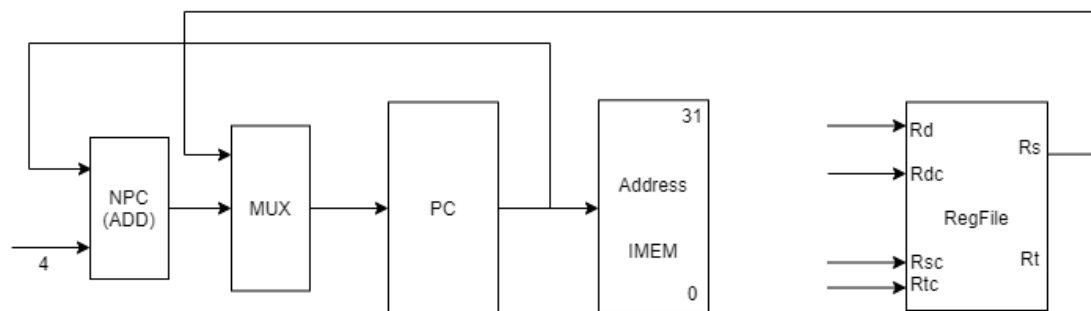 31
Rd
Rs
Rdc
Address
NPC
(ADD)
MUX
PC
RegFile
IMEM
Rsc
Rt
4
Rtc
0